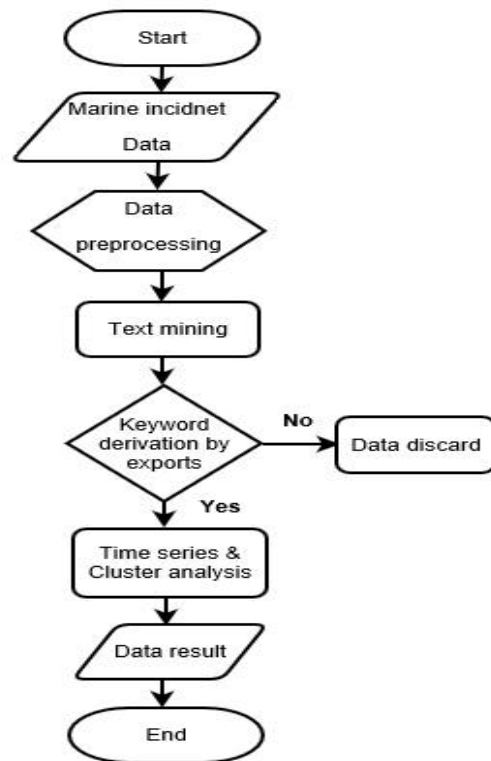 Start
Marine incidnet
Data
Data
preprocessing
Text mining
Keyword
derivation by
exports
No
Data discard
Yes
Time series &
Cluster analysis
Data result
End